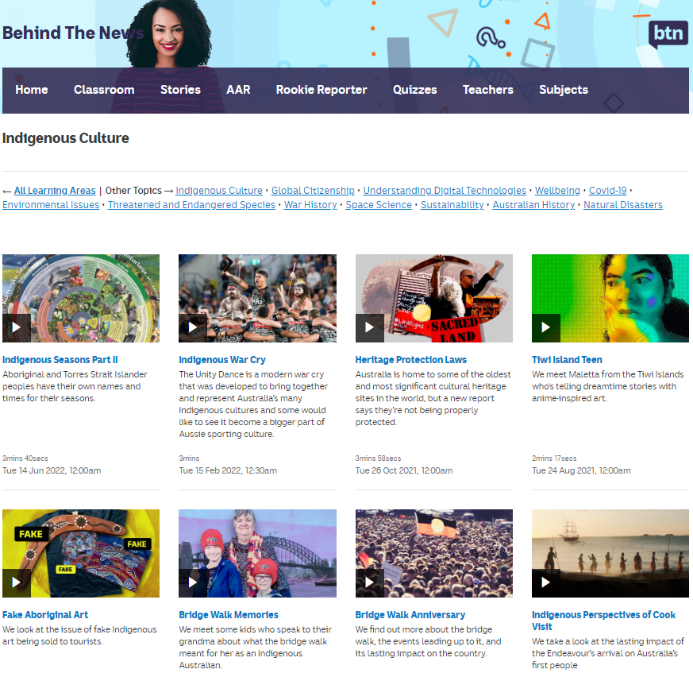 Behind The News
btn
Home Classroom Stories AAR Rookie Reporter Quizzes Teachers Subjects
Indigenous Culture
← All Learning Areas | Other Topics → Indigenous Culture • Global Citizenship • Understanding Digital Technologies • Wellbeing • Covid-19 •
Environmental Issues • Threatened and Endangered Species • War History • Space Science • Sustainability • Australian History • Natural Disasters
SACRED
LAND
Indigenous Seasons Part II
Aboriginal and Torres Strait Islander
peoples have their own names and
times for their seasons.
3mins 40secs
Tue 14 Jun 2022, 12:00am
Indigenous War Cry
The Unity Dance is a modern war cry
that was developed to bring together
and represent Australia's many
Indigenous cultures and some would
like to see it become a bigger part of
Aussie sporting culture.
3mins
Tue 15 Feb 2022, 12:30am
Heritage Protection Laws
Australia is home to some of the oldest
and most significant cultural heritage
sites in the world, but a new report
says they're not being properly
protected.
3mins 58secs
Tue 26 Oct 2021, 12:00am
Tiwi Island Teen
We meet Maletta from the Tiwi Islands
who's telling dreamtime stories with
anime-inspired art.
2mins 17secs
Tue 24 Aug 2021, 12:00am
FAKE
FAKE
FAKE
Fake Aboriginal Art
We look at the issue of fake Indigenous
art being sold to tourists.
Bridge Walk Memories
We meet some kids who speak to their
grandma about what the bridge walk
meant for her as an Indigenous
Australian.
Bridge Walk Anniversary
We find out more about the bridge
walk, the events leading up to it, and
its lasting impact on the country.
Indigenous Perspectives of Cook
Visit
We take a look at the lasting impact of
the Endeavour's arrival on Australia's
first people